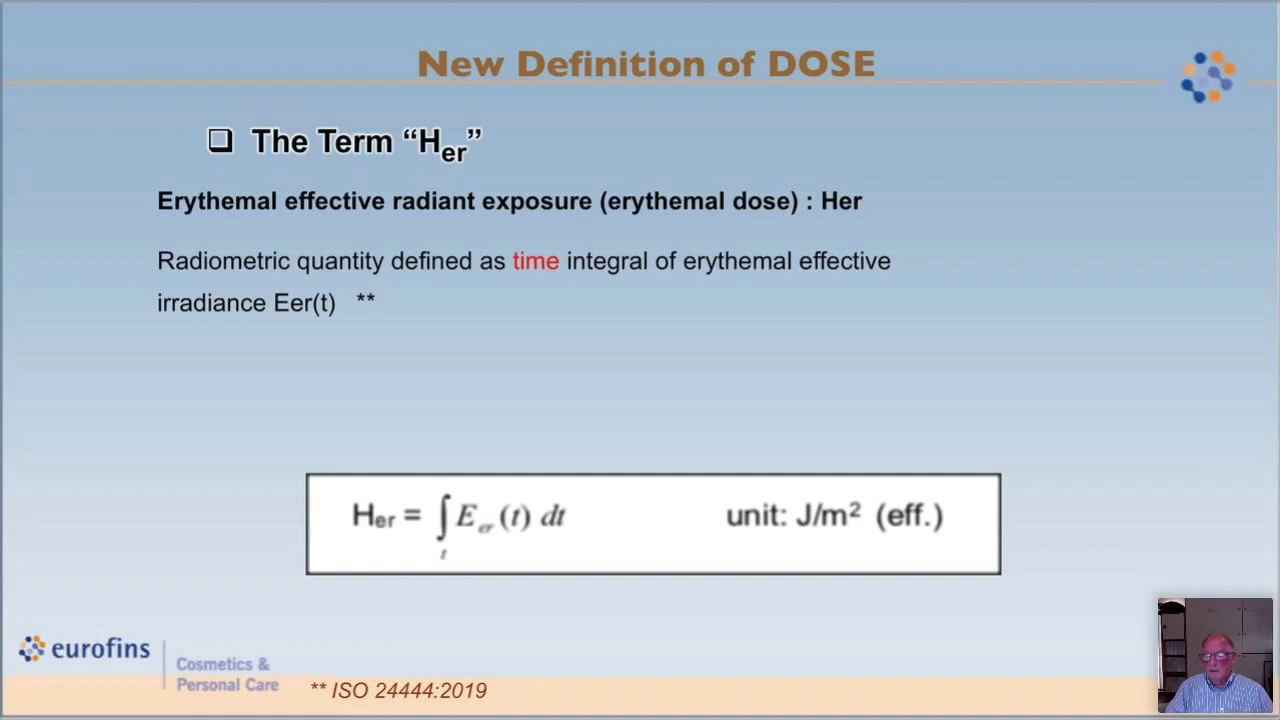 New Definition of DOSE
❑ The Term “Her”
Erythemal effective radiant exposure (erythemal dose) : Her
Radiometric quantity defined as time integral of erythemal effective
irradiance Eer(t) **
Her = ∫ Eer (t) dt unit: J/m² (eff.)
t
eurofins
Cosmetics &
Personal Care
** ISO 24444:2019